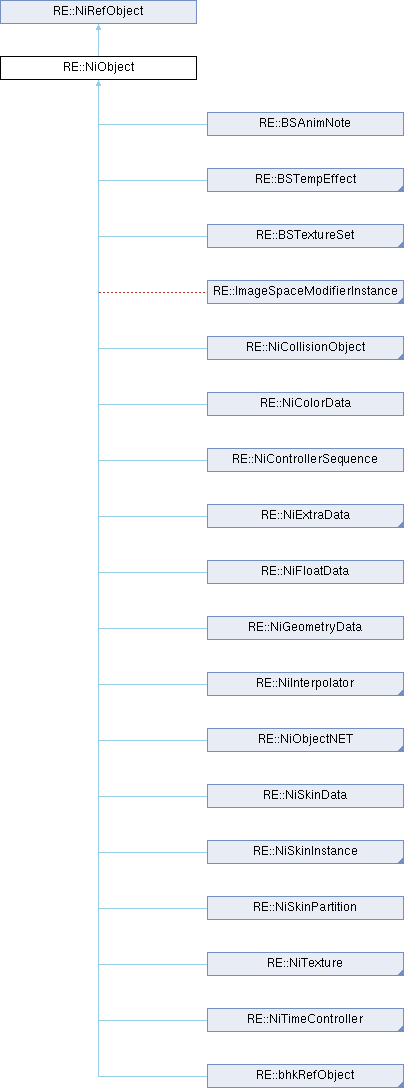 RE::NiRefObject
RE::NiObject
RE::BSAnimNote
RE::BSTempEffect
RE::BSTextureSet
RE::ImageSpaceModifierInstance
RE::NiCollisionObject
RE::NiColorData
RE::NiControllerSequence
RE::NiExtraData
RE::NiFloatData
RE::NiGeometryData
RE::NiInterpolator
RE::NiObjectNET
RE::NiSkinData
RE::NiSkinInstance
RE::NiSkinPartition
RE::NiTexture
RE::NiTimeController
RE::bhkRefObject